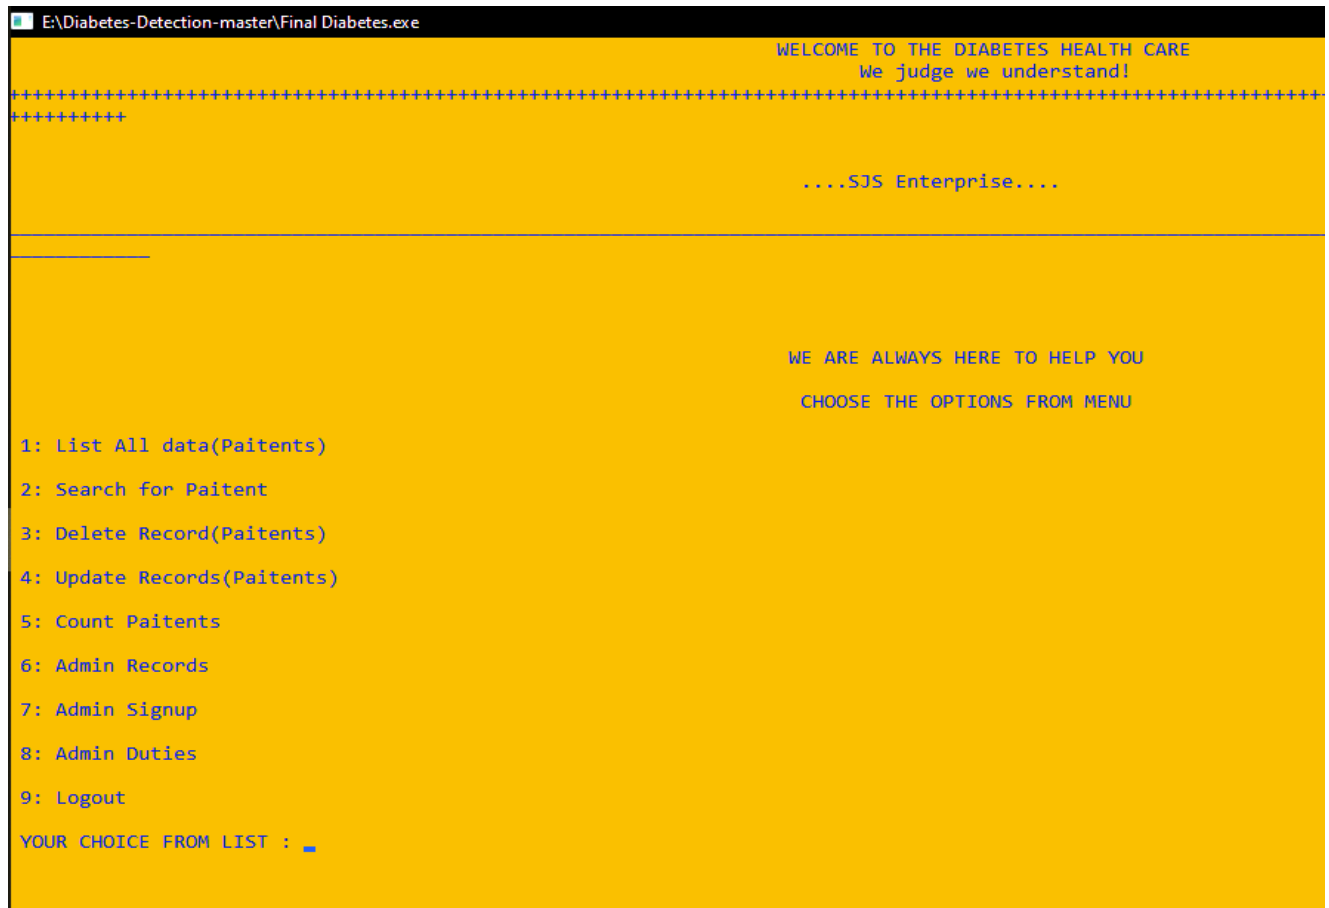 E:\Diabetes-Detection-master\Final Diabetes.exe
WELCOME TO THE DIABETES HEALTH CARE
We judge we understand!
++++++++++++++++++++++++++++++++++++++++++++++++++++++++++++++++++++++++++++++++++++++++++++++++++++++++++++++++
++++++++++
....SJS Enterprise....
________________________________________________________________________________________________________________
____________
WE ARE ALWAYS HERE TO HELP YOU
CHOOSE THE OPTIONS FROM MENU
1: List All data(Paitents)
2: Search for Paitent
3: Delete Record(Paitents)
4: Update Records(Paitents)
5: Count Paitents
6: Admin Records
7: Admin Signup
8: Admin Duties
9: Logout
YOUR CHOICE FROM LIST : _